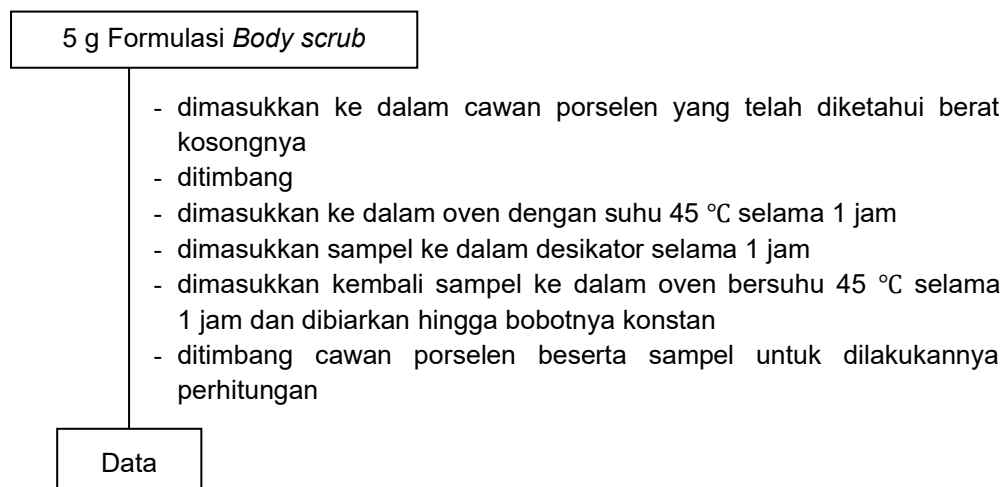 5 g Formulasi Body scrub
- dimasukkan ke dalam cawan porselen yang telah diketahui berat
kosongnya
- ditimbang
- dimasukkan ke dalam oven dengan suhu 45 ℃ selama 1 jam
- dimasukkan sampel ke dalam desikator selama 1 jam
- dimasukkan kembali sampel ke dalam oven bersuhu 45 ℃ selama
1 jam dan dibiarkan hingga bobotnya konstan
- ditimbang cawan porselen beserta sampel untuk dilakukannya
perhitungan
Data